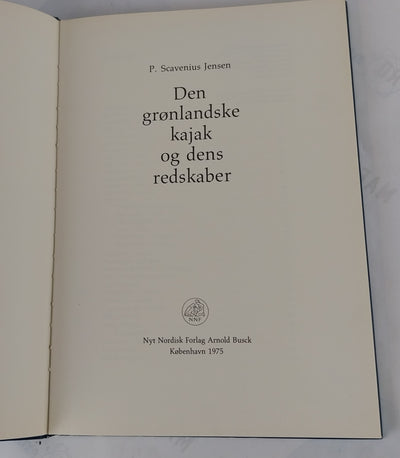 P. Scavenius Jensen
Den
grønlandske
kajak
og dens
redskaber
NNF
Nyt Nordisk Forlag Arnold Busck
København 1975